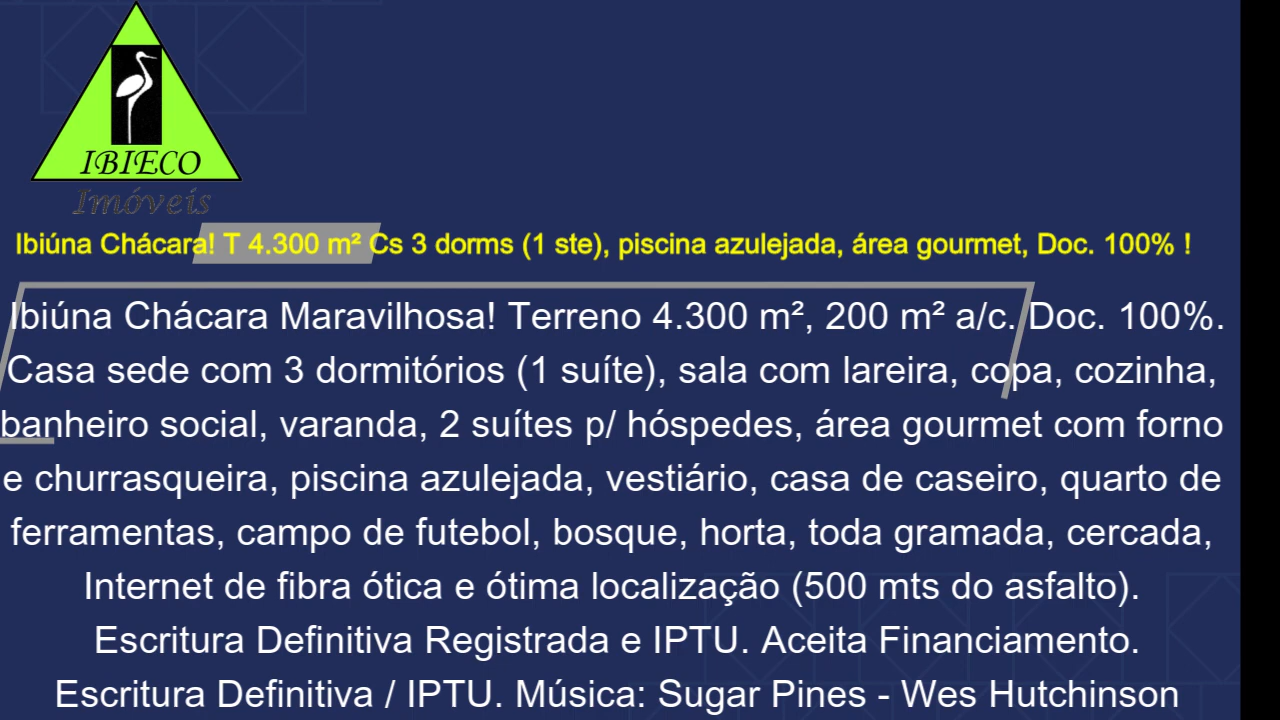 IBIECO
Imóveis
Ibiúna Chácara! T 4.300 m² Cs 3 dorms (1 ste), piscina azulejada, área gourmet, Doc. 100% !
Ibiúna Chácara Maravilhosa! Terreno 4.300 m², 200 m² a/c. Doc. 100%.
Casa sede com 3 dormitórios (1 suíte), sala com lareira, copa, cozinha,
banheiro social, varanda, 2 suítes p/ hóspedes, área gourmet com forno
e churrasqueira, piscina azulejada, vestiário, casa de caseiro, quarto de
ferramentas, campo de futebol, bosque, horta, toda gramada, cercada,
Internet de fibra ótica e ótima localização (500 mts do asfalto).
Escritura Definitiva Registrada e IPTU. Aceita Financiamento.
Escritura Definitiva / IPTU. Música: Sugar Pines - Wes Hutchinson